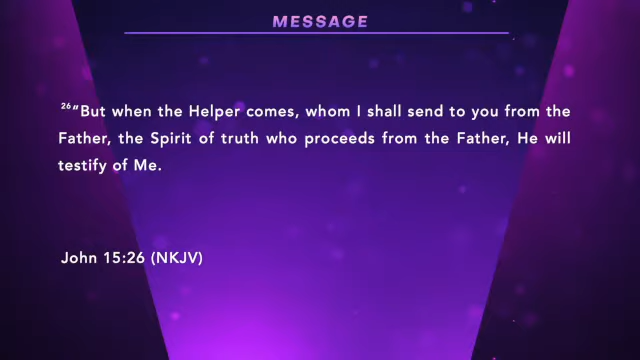 MESSAGE
26"But when the Helper comes, whom I shall send to you from the
Father, the Spirit of truth who proceeds from the Father, He will
testify of Me.
John 15:26 (NKJV)